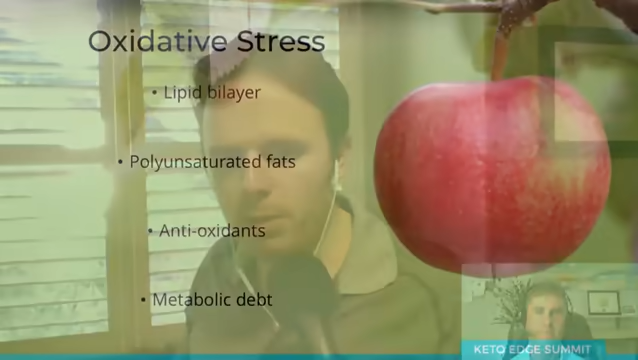 Oxidative Stress
• Lipid bilayer
• Polyunsaturated fats
• Anti-oxidants
• Metabolic debt
KETO EDGE SUMMIT